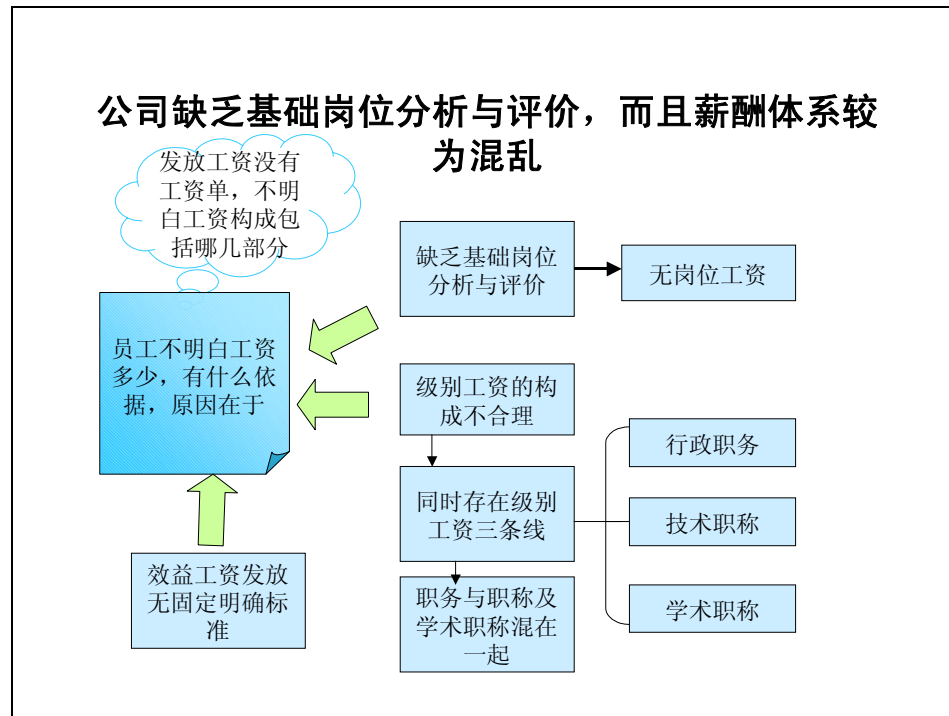 公司缺乏基础岗位分析与评价，而且薪酬体系较
为混乱
发放工资没有
工资单，不明
白工资构成包
括哪几部分
员工不明白工资
多少，有什么依
据，原因在于
效益工资发放
无固定明确标
准
缺乏基础岗位
分析与评价
无岗位工资
级别工资的构
成不合理
同时存在级别
工资三条线
职务与职称及
学术职称混在
一起
行政职务
技术职称
学术职称